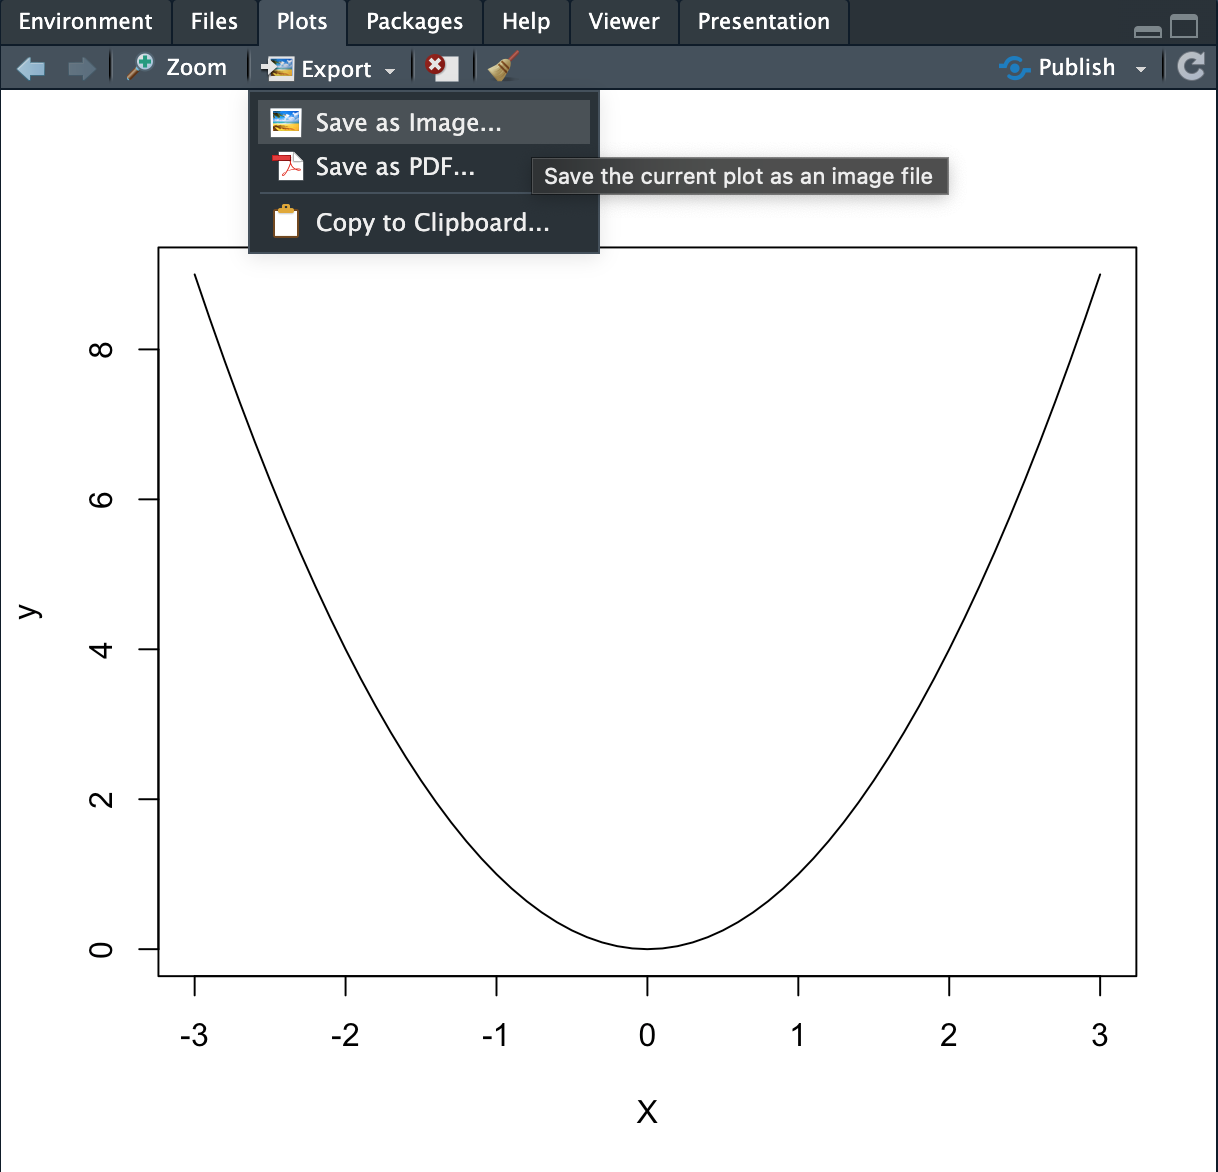 Environment Files Plots Packages Help Viewer Presentation
Zoom Export Publish
Save as Image...
Save as PDF...
Save the current plot as an image file
Copy to Clipboard...
8
6
y
4
2
0
-3 -2 -1 0 1 2 3
X